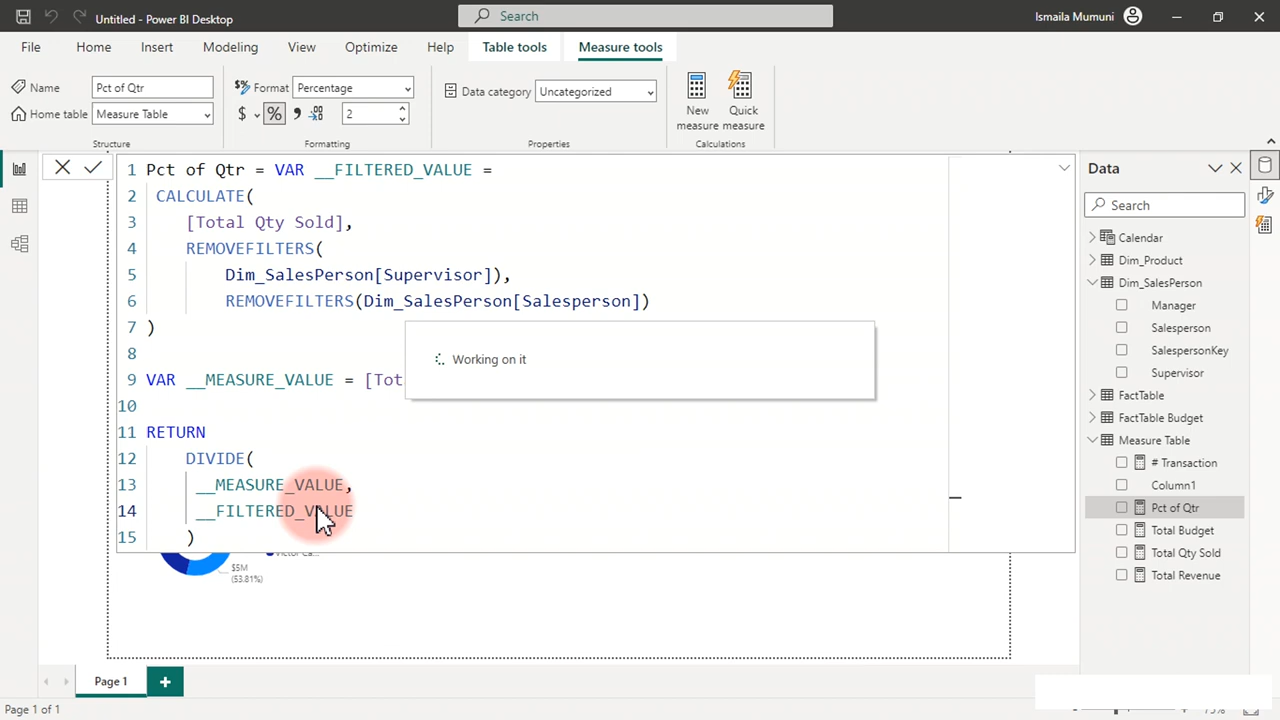 Untitled - Power BI Desktop
Search
Ismaila Mumuni
File
Home
Insert
Modeling
View
Optimize
Help
Table tools
Measure tools
Name
Pct of Qtr
Format
Percentage
Data category
Uncategorized
New measure
Quick measure
Home table
Measure Table
$
%
2
Structure
Formatting
Properties
Calculations
1 Pct of Qtr = VAR __FILTERED_VALUE =
2 CALCULATE(
3 [Total Qty Sold],
4 REMOVEFILTERS(
5 Dim_SalesPerson[Supervisor]),
6 REMOVEFILTERS(Dim_SalesPerson[Salesperson])
7 )
8
9 VAR __MEASURE_VALUE = [Tot
10
11 RETURN
12 DIVIDE(
13 __MEASURE_VALUE,
14 __FILTERED_VALUE
15 )
Working on it
$5M
(53.81%)
Data
Search
Calendar
Dim_Product
Dim_SalesPerson
Manager
Salesperson
SalespersonKey
Supervisor
FactTable
FactTable Budget
Measure Table
# Transaction
Column1
Pct of Qtr
Total Budget
Total Qty Sold
Total Revenue
Page 1
Page 1 of 1